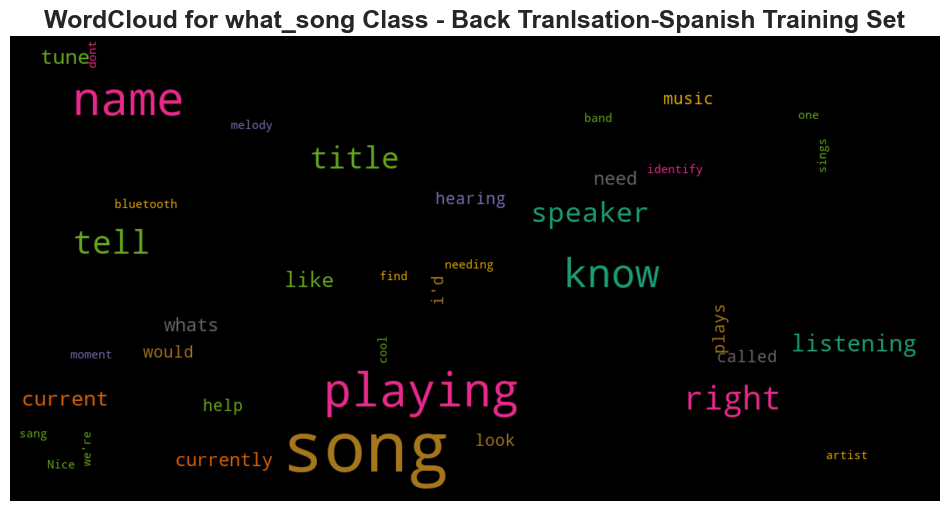 WordCloud for what_song Class - Back Tranlsation-Spanish Training Set
tune
dont
name
music
melody
band
one
title
sings
need
identify
bluetooth
hearing
speaker
tell
like
find
needing
i'd
know
whats
plays
moment
would
cool
called
listening
current
help
playing
right
sang
we're
Nice
currently
song
look
artist